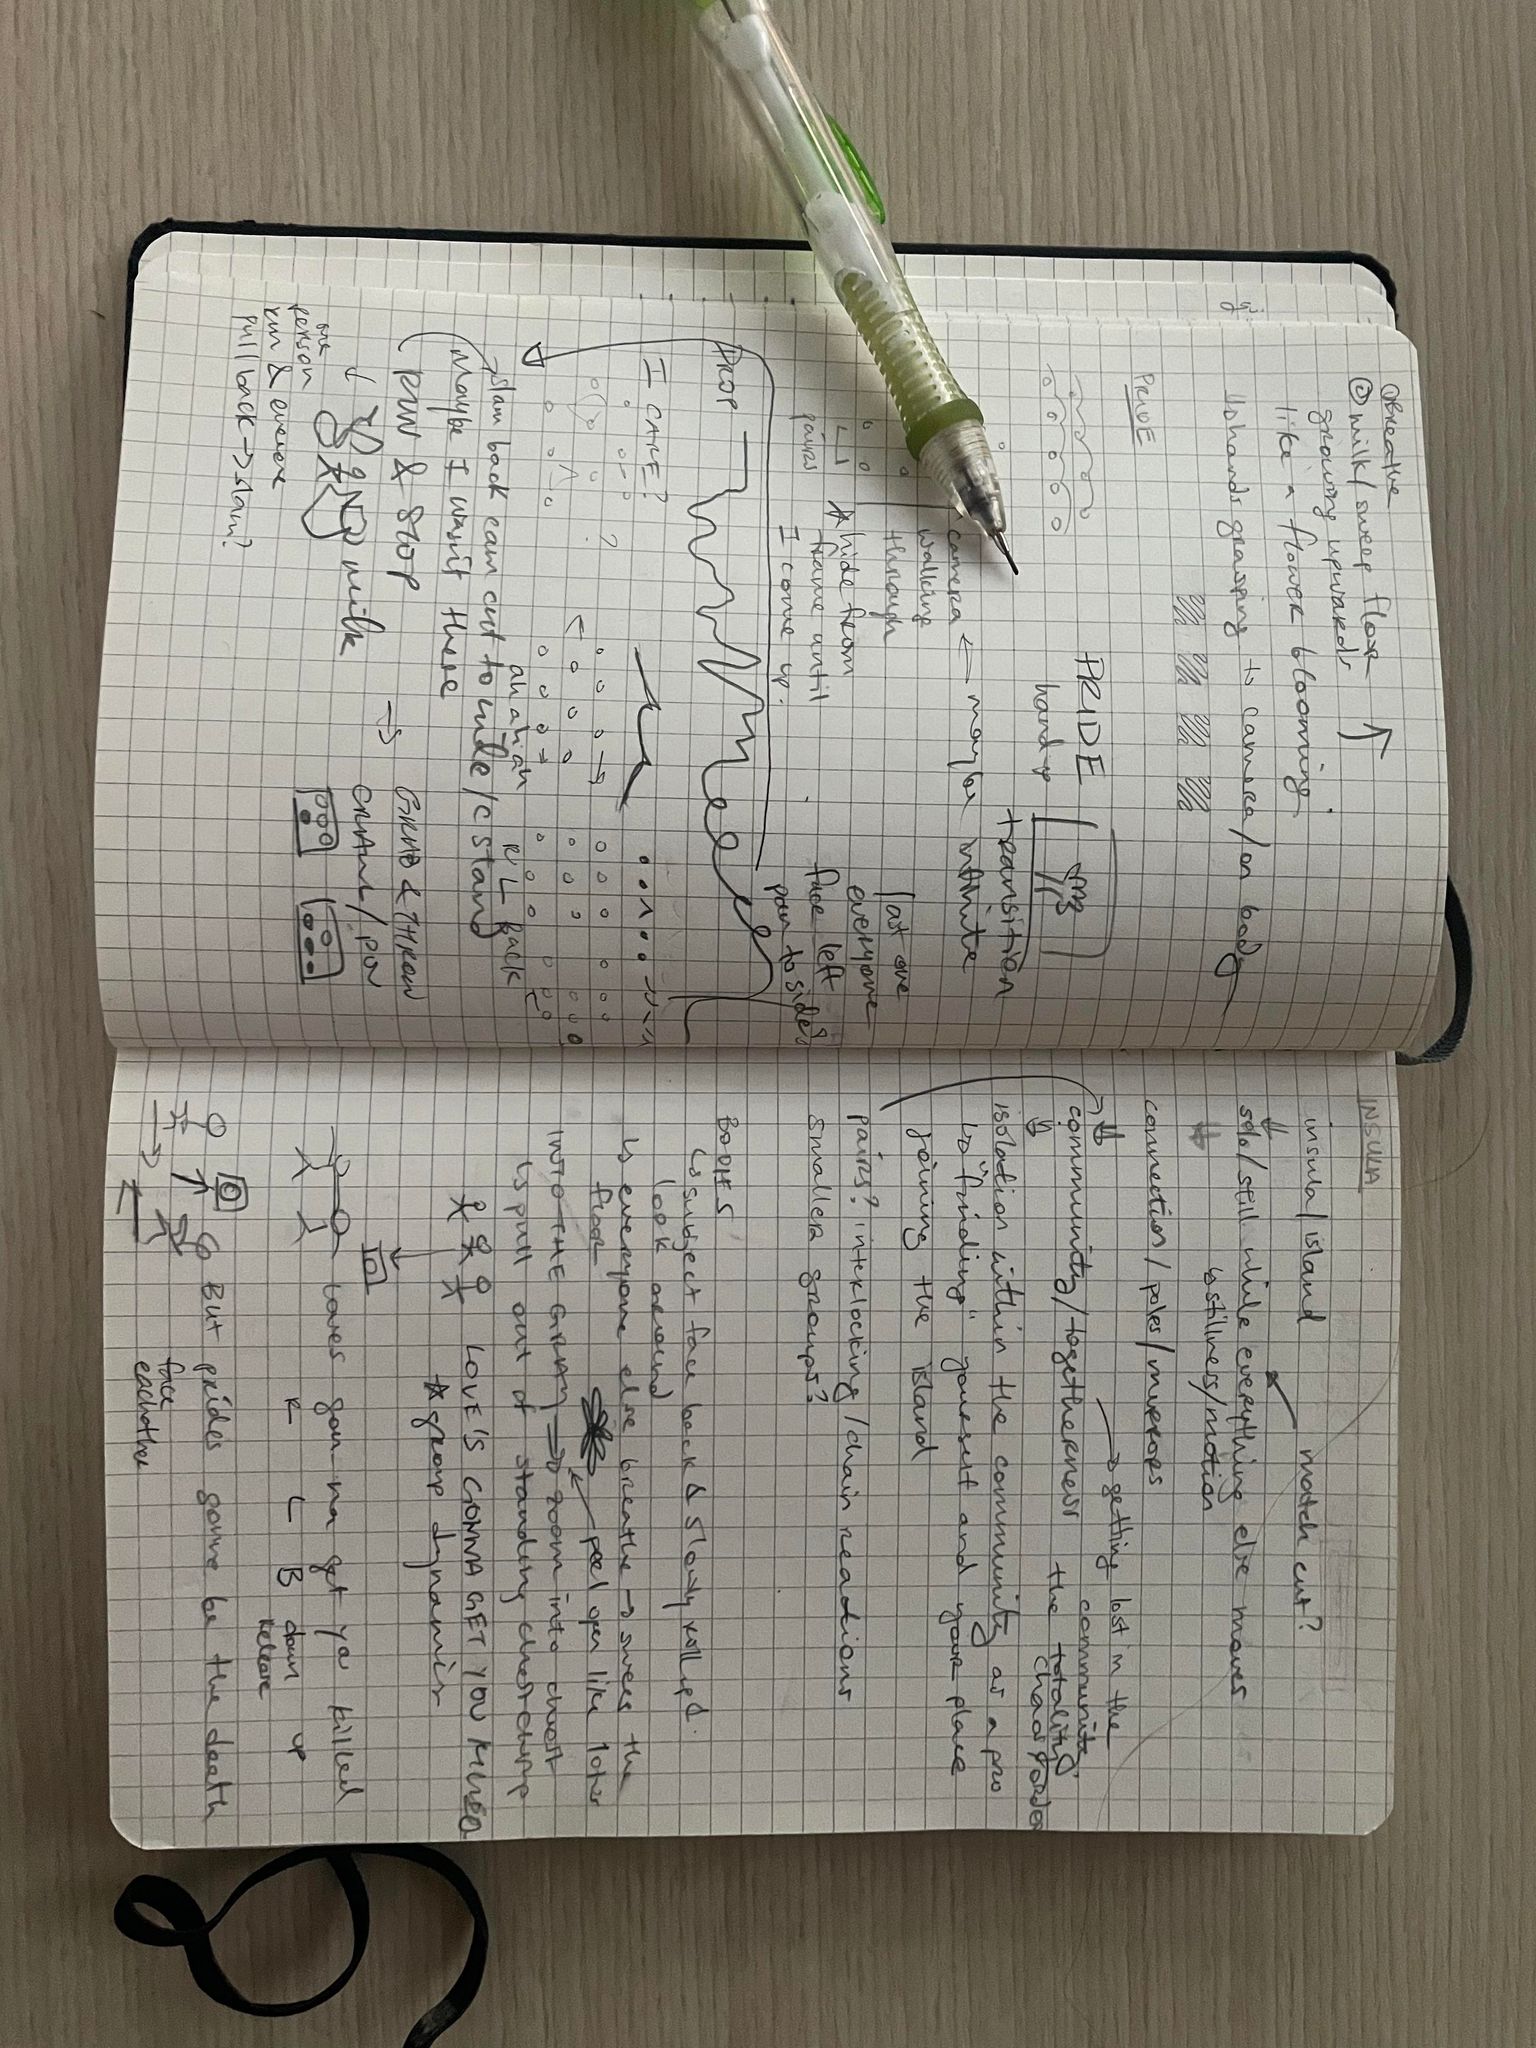 ①Breathe
② milk/sweep floor
growing upwards
like a flower blooming
↳hands grasping to camera/on body
PRIDE
PRIDE
hand up
transition
maybe infinite
camera
walking
through
hide from
frame until
I come up.
pairs
last one
everyone
face left
pan to side?
DROP
I CARE?
?
ah ah ah
R L Back
slam back cam cut to wide/c stand
Maybe I wasn't there
RUN & STOP
milk
one
person
run & everyone
pull back → slam?
→ GRAB & THROW
CRAWL/POV
INSULA
insula/island
match cut?
solo/still while everything else moves
↳stillness/motion
connection/poles/mirrors
→ getting lost in the
community,
community/togetherness
the totality
chaos & order
isolation within the community as a pro
↳ "finding" yourself and your place
joining the island
pairs? interlocking/chain reactions
smaller groups?
BODIES
↳ subject face back & slowly roll up &
look around
↳ everyone else breathe → sweep the
floor
peel open like lotus
INTO THE GRAY → zoom into chest
↳ pull out of standing chest clump
LOVE'S GONNA GET YOU KILLED
☆ group dynamic
Loves gon na get ya killed
R L B down up
release
But prides gonna be the death
face
eachother